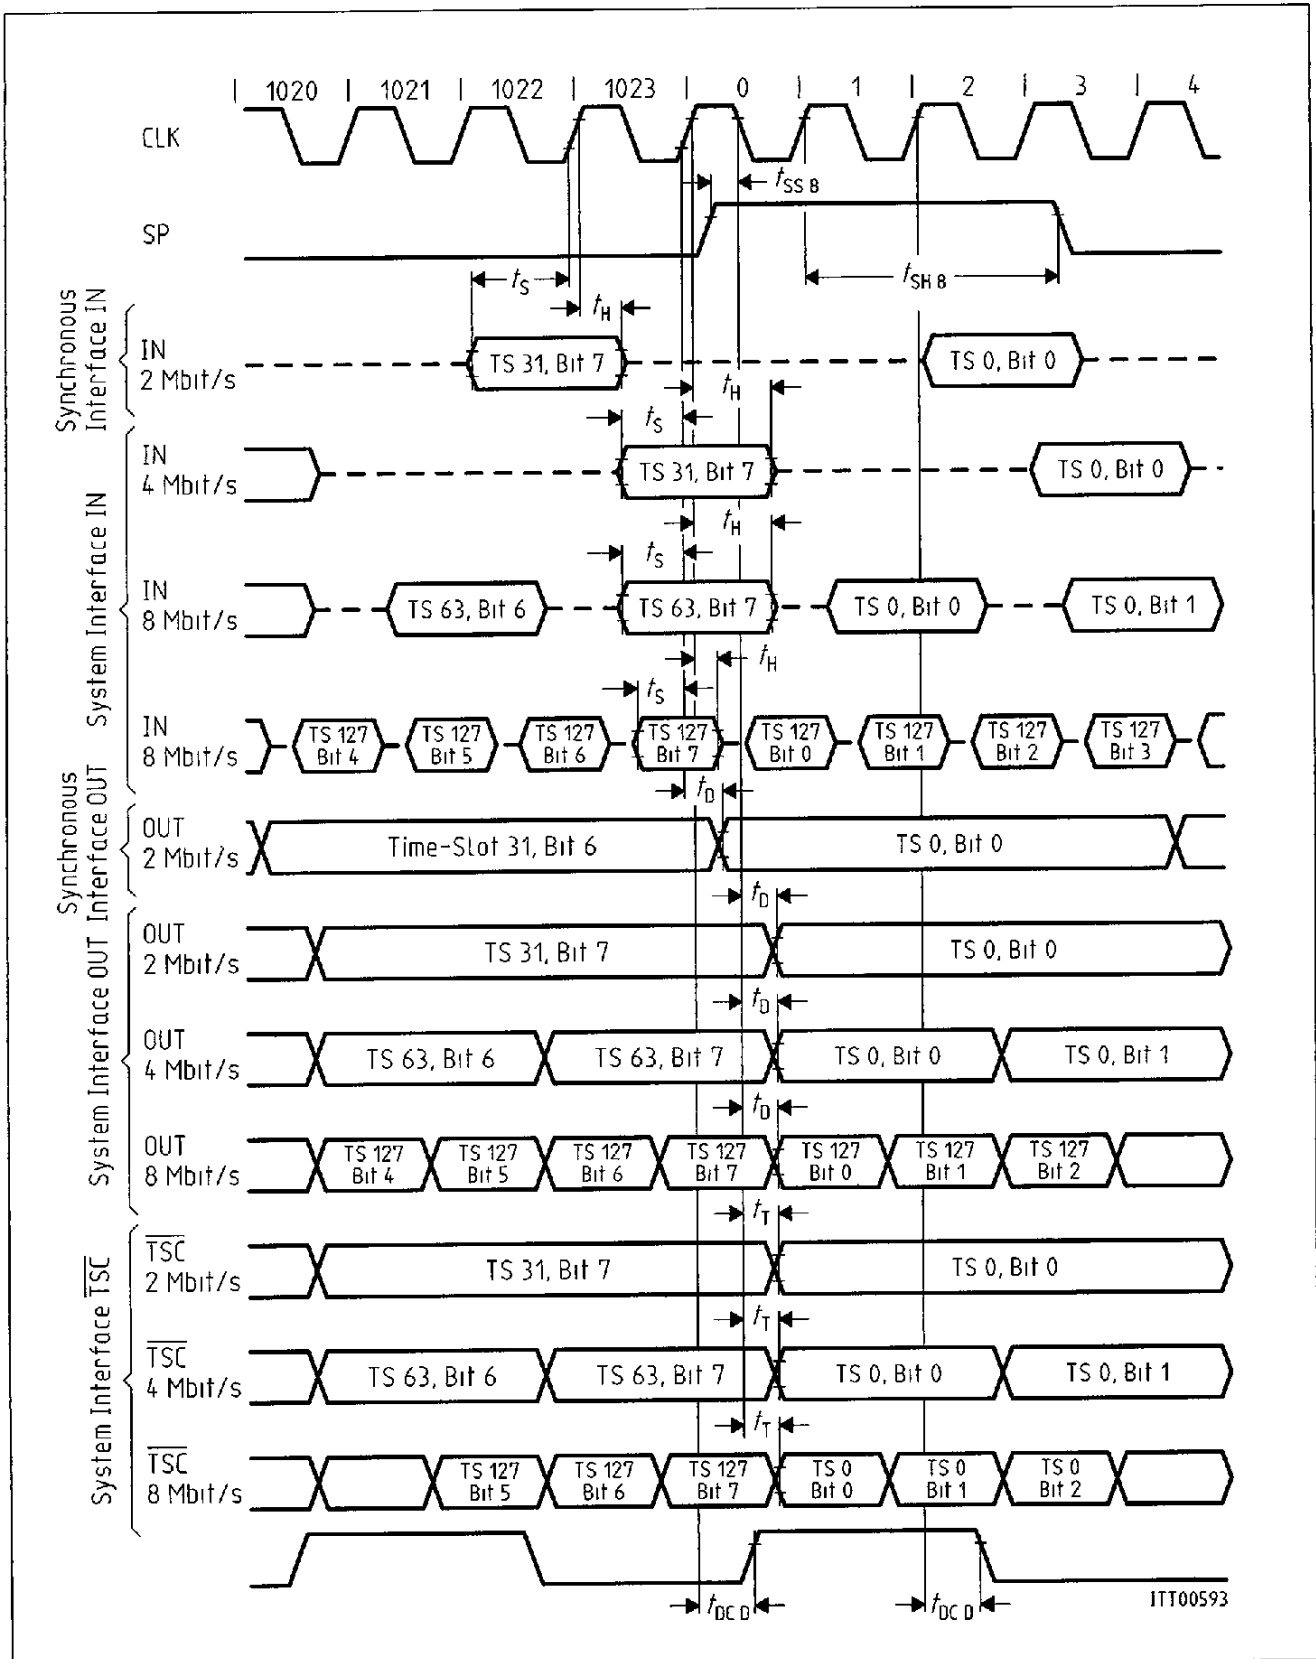 | 1020 | 1021 | 1022 | 1023 | 0 | 1 | 2 | 3 | 4
CLK
tSS B
SP
tS
tSH B
tH
Synchronous
Interface IN
IN
2 Mbit/s
TS 31, Bit 7
TS 0, Bit 0
tH
tS
System Interface IN
IN
4 Mbit/s
TS 31, Bit 7
TS 0, Bit 0
tH
tS
IN
8 Mbit/s
TS 63, Bit 6
TS 63, Bit 7
TS 0, Bit 0
TS 0, Bit 1
tH
tS
IN
8 Mbit/s
TS 127 Bit 4
TS 127 Bit 5
TS 127 Bit 6
TS 127 Bit 7
TS 127 Bit 0
TS 127 Bit 1
TS 127 Bit 2
TS 127 Bit 3
tD
Synchronous
Interface OUT
OUT
2 Mbit/s
Time-Slot 31, Bit 6
TS 0, Bit 0
tD
System Interface OUT
OUT
2 Mbit/s
TS 31, Bit 7
TS 0, Bit 0
tD
OUT
4 Mbit/s
TS 63, Bit 6
TS 63, Bit 7
TS 0, Bit 0
TS 0, Bit 1
tD
OUT
8 Mbit/s
TS 127 Bit 4
TS 127 Bit 5
TS 127 Bit 6
TS 127 Bit 7
TS 127 Bit 0
TS 127 Bit 1
TS 127 Bit 2
tT
System Interface TSC
TSC
2 Mbit/s
TS 31, Bit 7
TS 0, Bit 0
tT
TSC
4 Mbit/s
TS 63, Bit 6
TS 63, Bit 7
TS 0, Bit 0
TS 0, Bit 1
tT
TSC
8 Mbit/s
TS 127 Bit 5
TS 127 Bit 6
TS 127 Bit 7
TS 0 Bit 0
TS 0 Bit 1
TS 0 Bit 2
tDC D
tDC D
ITT00593